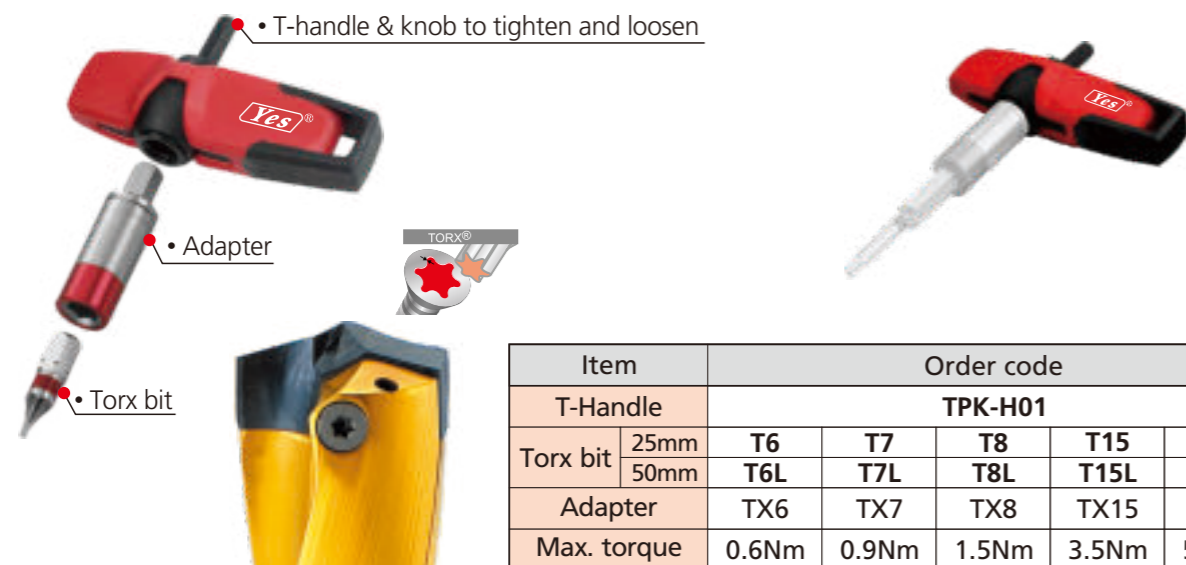 • T-handle & knob to tighten and loosen
Yes®
Yes®
• Adapter
TORX®
• Torx bit
Item Order code
T-Handle TPK-H01
Torx bit 25mm T6 T7 T8 T15
50mm T6L T7L T8L T15L
Adapter TX6 TX7 TX8 TX15
Max. torque 0.6Nm 0.9Nm 1.5Nm 3.5Nm